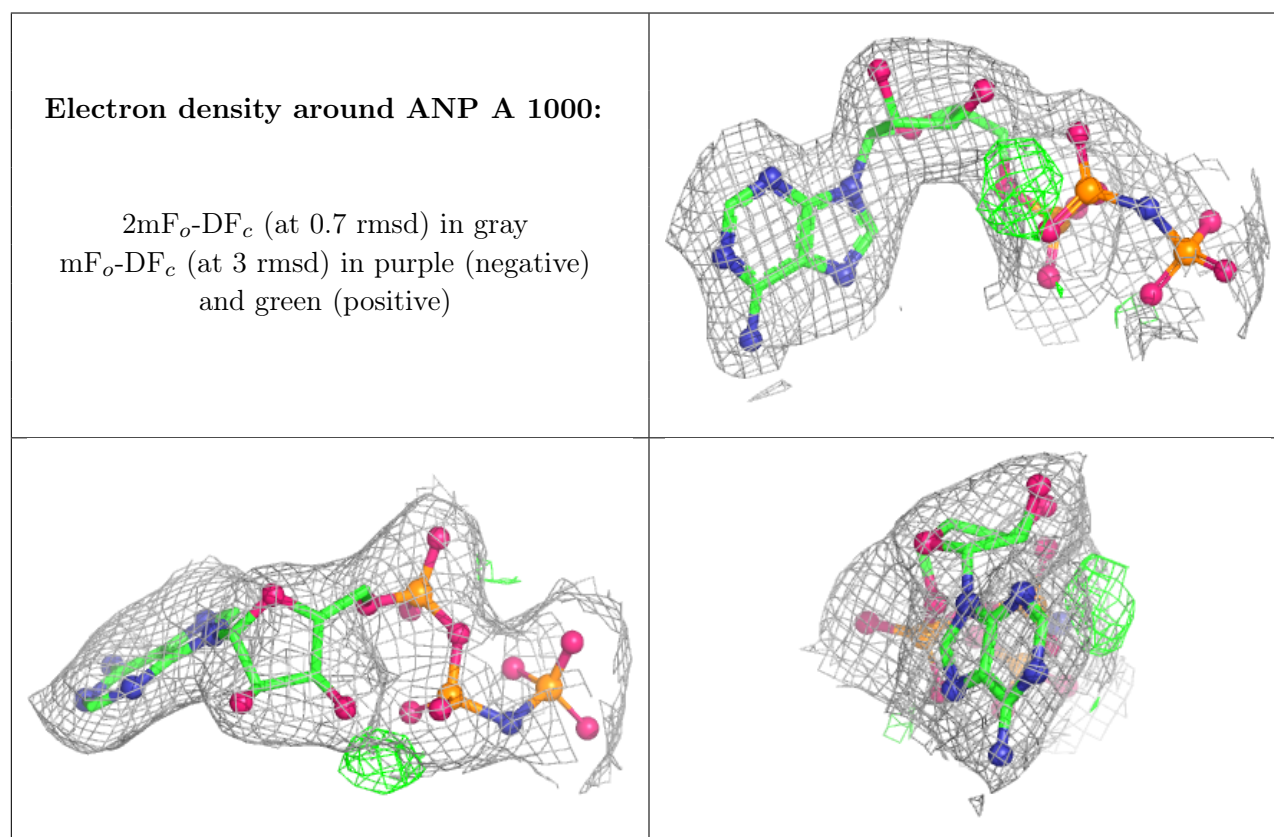 Electron density around ANP A 1000:
2mFo-DFc (at 0.7 rmsd) in gray
mFo-DFc (at 3 rmsd) in purple (negative)
and green (positive)